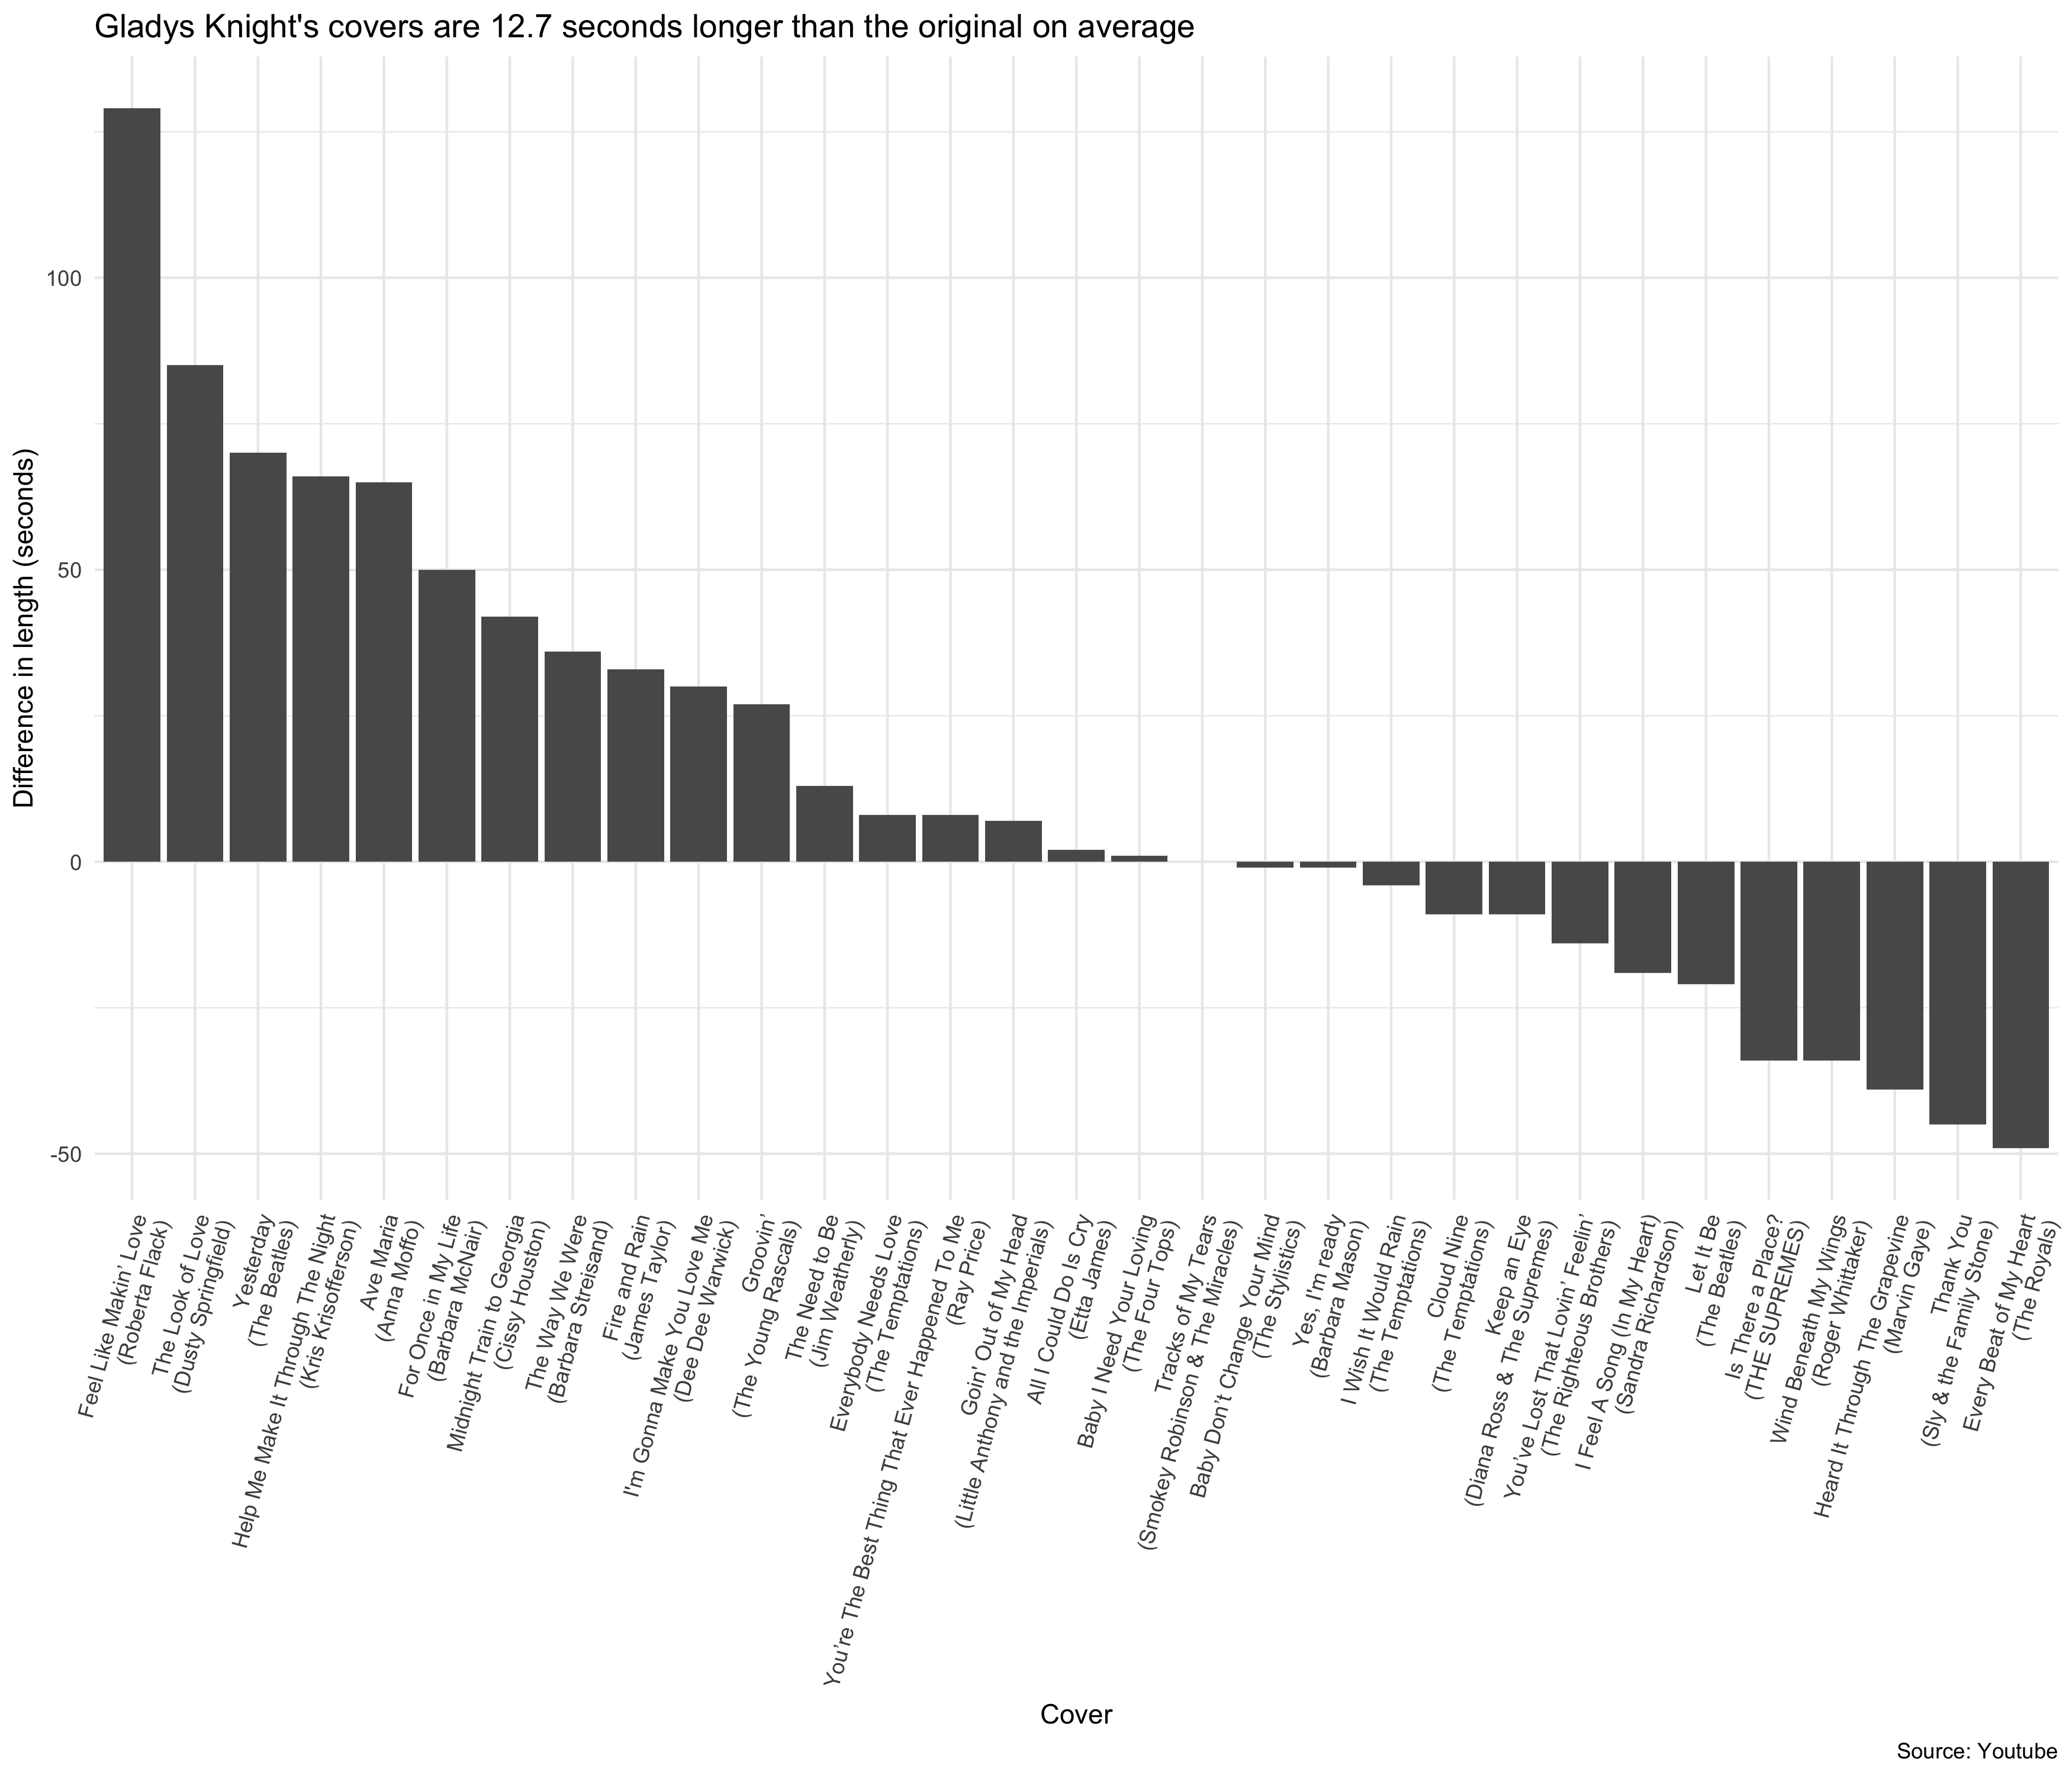 Gladys Knight's covers are 12.7 seconds longer than the original on average
Difference in length (seconds)
100
50
0
-50
Feel Like Makin’ Love
(Roberta Flack)
The Look of Love
(Dusty Springfield)
Yesterday
(The Beatles)
Help Me Make It Through The Night
(Kris Krisofferson)
Ave Maria
(Anna Moffo)
For Once in My Life
(Barbara McNair)
Midnight Train to Georgia
(Cissy Houston)
The Way We Were
(Barbara Streisand)
Fire and Rain
(James Taylor)
I'm Gonna Make You Love Me
(Dee Dee Warwick)
Groovin’
(The Young Rascals)
The Need to Be
(Jim Weatherly)
Everybody Needs Love
(The Temptations)
You’re The Best Thing That Ever Happened To Me
(Ray Price)
Goin' Out of My Head
(Little Anthony and the Imperials)
All I Could Do Is Cry
(Etta James)
Baby I Need Your Loving
(The Four Tops)
Tracks of My Tears
(Smokey Robinson & The Miracles)
Baby Don’t Change Your Mind
(The Stylistics)
Yes, I'm ready
(Barbara Mason)
I Wish It Would Rain
(The Temptations)
Cloud Nine
(The Temptations)
Keep an Eye
(Diana Ross & The Supremes)
You’ve Lost That Lovin’ Feelin’
(The Righteous Brothers)
I Feel A Song (In My Heart)
(Sandra Richardson)
Let It Be
(The Beatles)
Is There a Place?
(THE SUPREMES)
Wind Beneath My Wings
(Roger Whittaker)
Heard It Through The Grapevine
(Marvin Gaye)
Thank You
(Sly & the Family Stone)
Every Beat of My Heart
(The Royals)
Cover
Source: Youtube